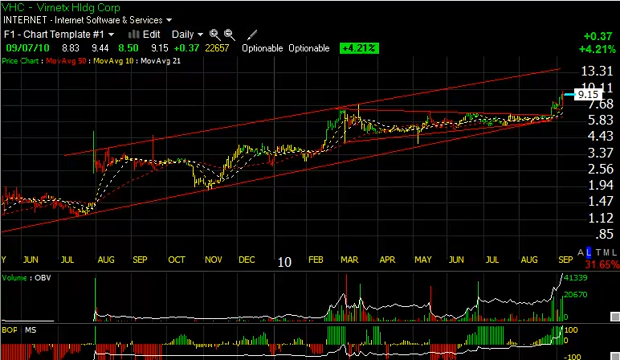 VHC - Virnetx Hldg Corp
INTERNET - Internet Software & Services
F1 - Chart Template #1 Edit Daily
+0.37
09/07/10 8.83 9.44 8.50 9.15 +0.37 22657 Optionable Optionable +4.21%
+4.21%
Price Chart : MovAvg 50 : MovAvg 10 : MovAvg 21
13.31
10.11
9.15
7.68
5.83
4.43
3.37
2.56
1.94
1.47
1.12
.85
A L T M L
Y JUN JUL AUG SEP OCT NOV DEC 10 FEB MAR APR MAY JUN JUL AUG SEP
31.65%
Volume : OBV
41339
20670
BOP : MS
100
0
-100